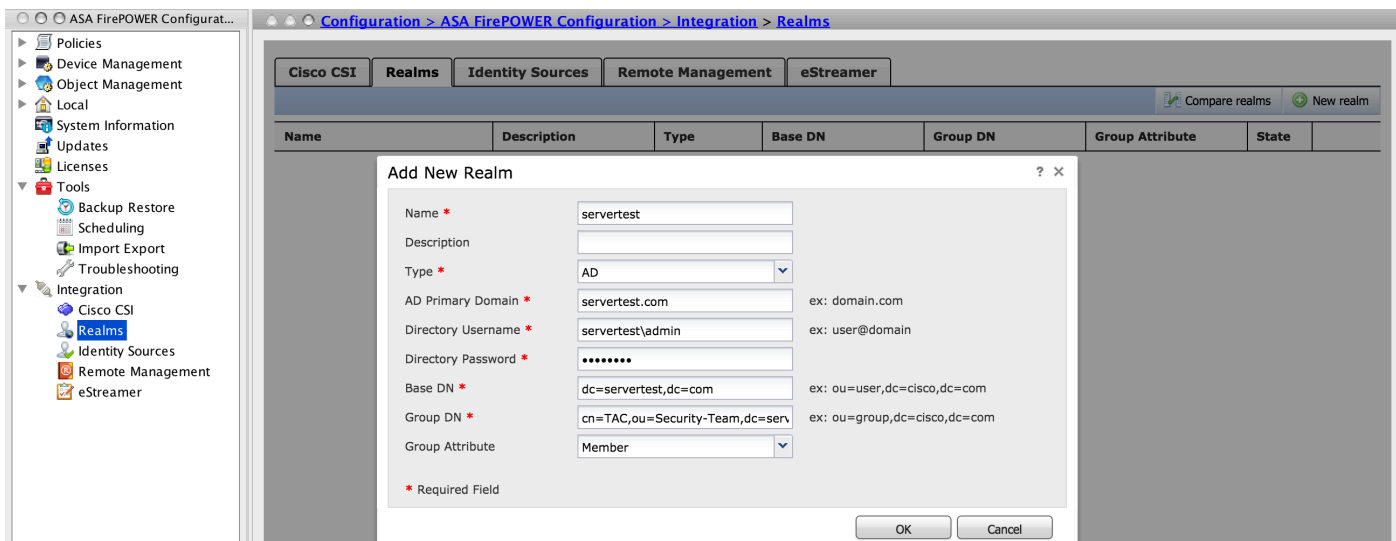 ASA FirePOWER Configurat...
Policies
Device Management
Object Management
Local
System Information
Updates
Licenses
Tools
Backup Restore
Scheduling
Import Export
Troubleshooting
Integration
Cisco CSI
Realms
Identity Sources
Remote Management
eStreamer
Configuration > ASA FirePOWER Configuration > Integration > Realms
Cisco CSI Realms Identity Sources Remote Management eStreamer
Compare realms New realm
Name Description Type Base DN Group DN Group Attribute State
Add New Realm ? ×
Name * servertest
Description
Type * AD
AD Primary Domain * servertest.com ex: domain.com
Directory Username * servertest\admin ex: user@domain
Directory Password * ••••••••
Base DN * dc=servertest,dc=com ex: ou=user,dc=cisco,dc=com
Group DN * cn=TAC,ou=Security-Team,dc=serv ex: ou=group,dc=cisco,dc=com
Group Attribute Member
* Required Field
OK Cancel